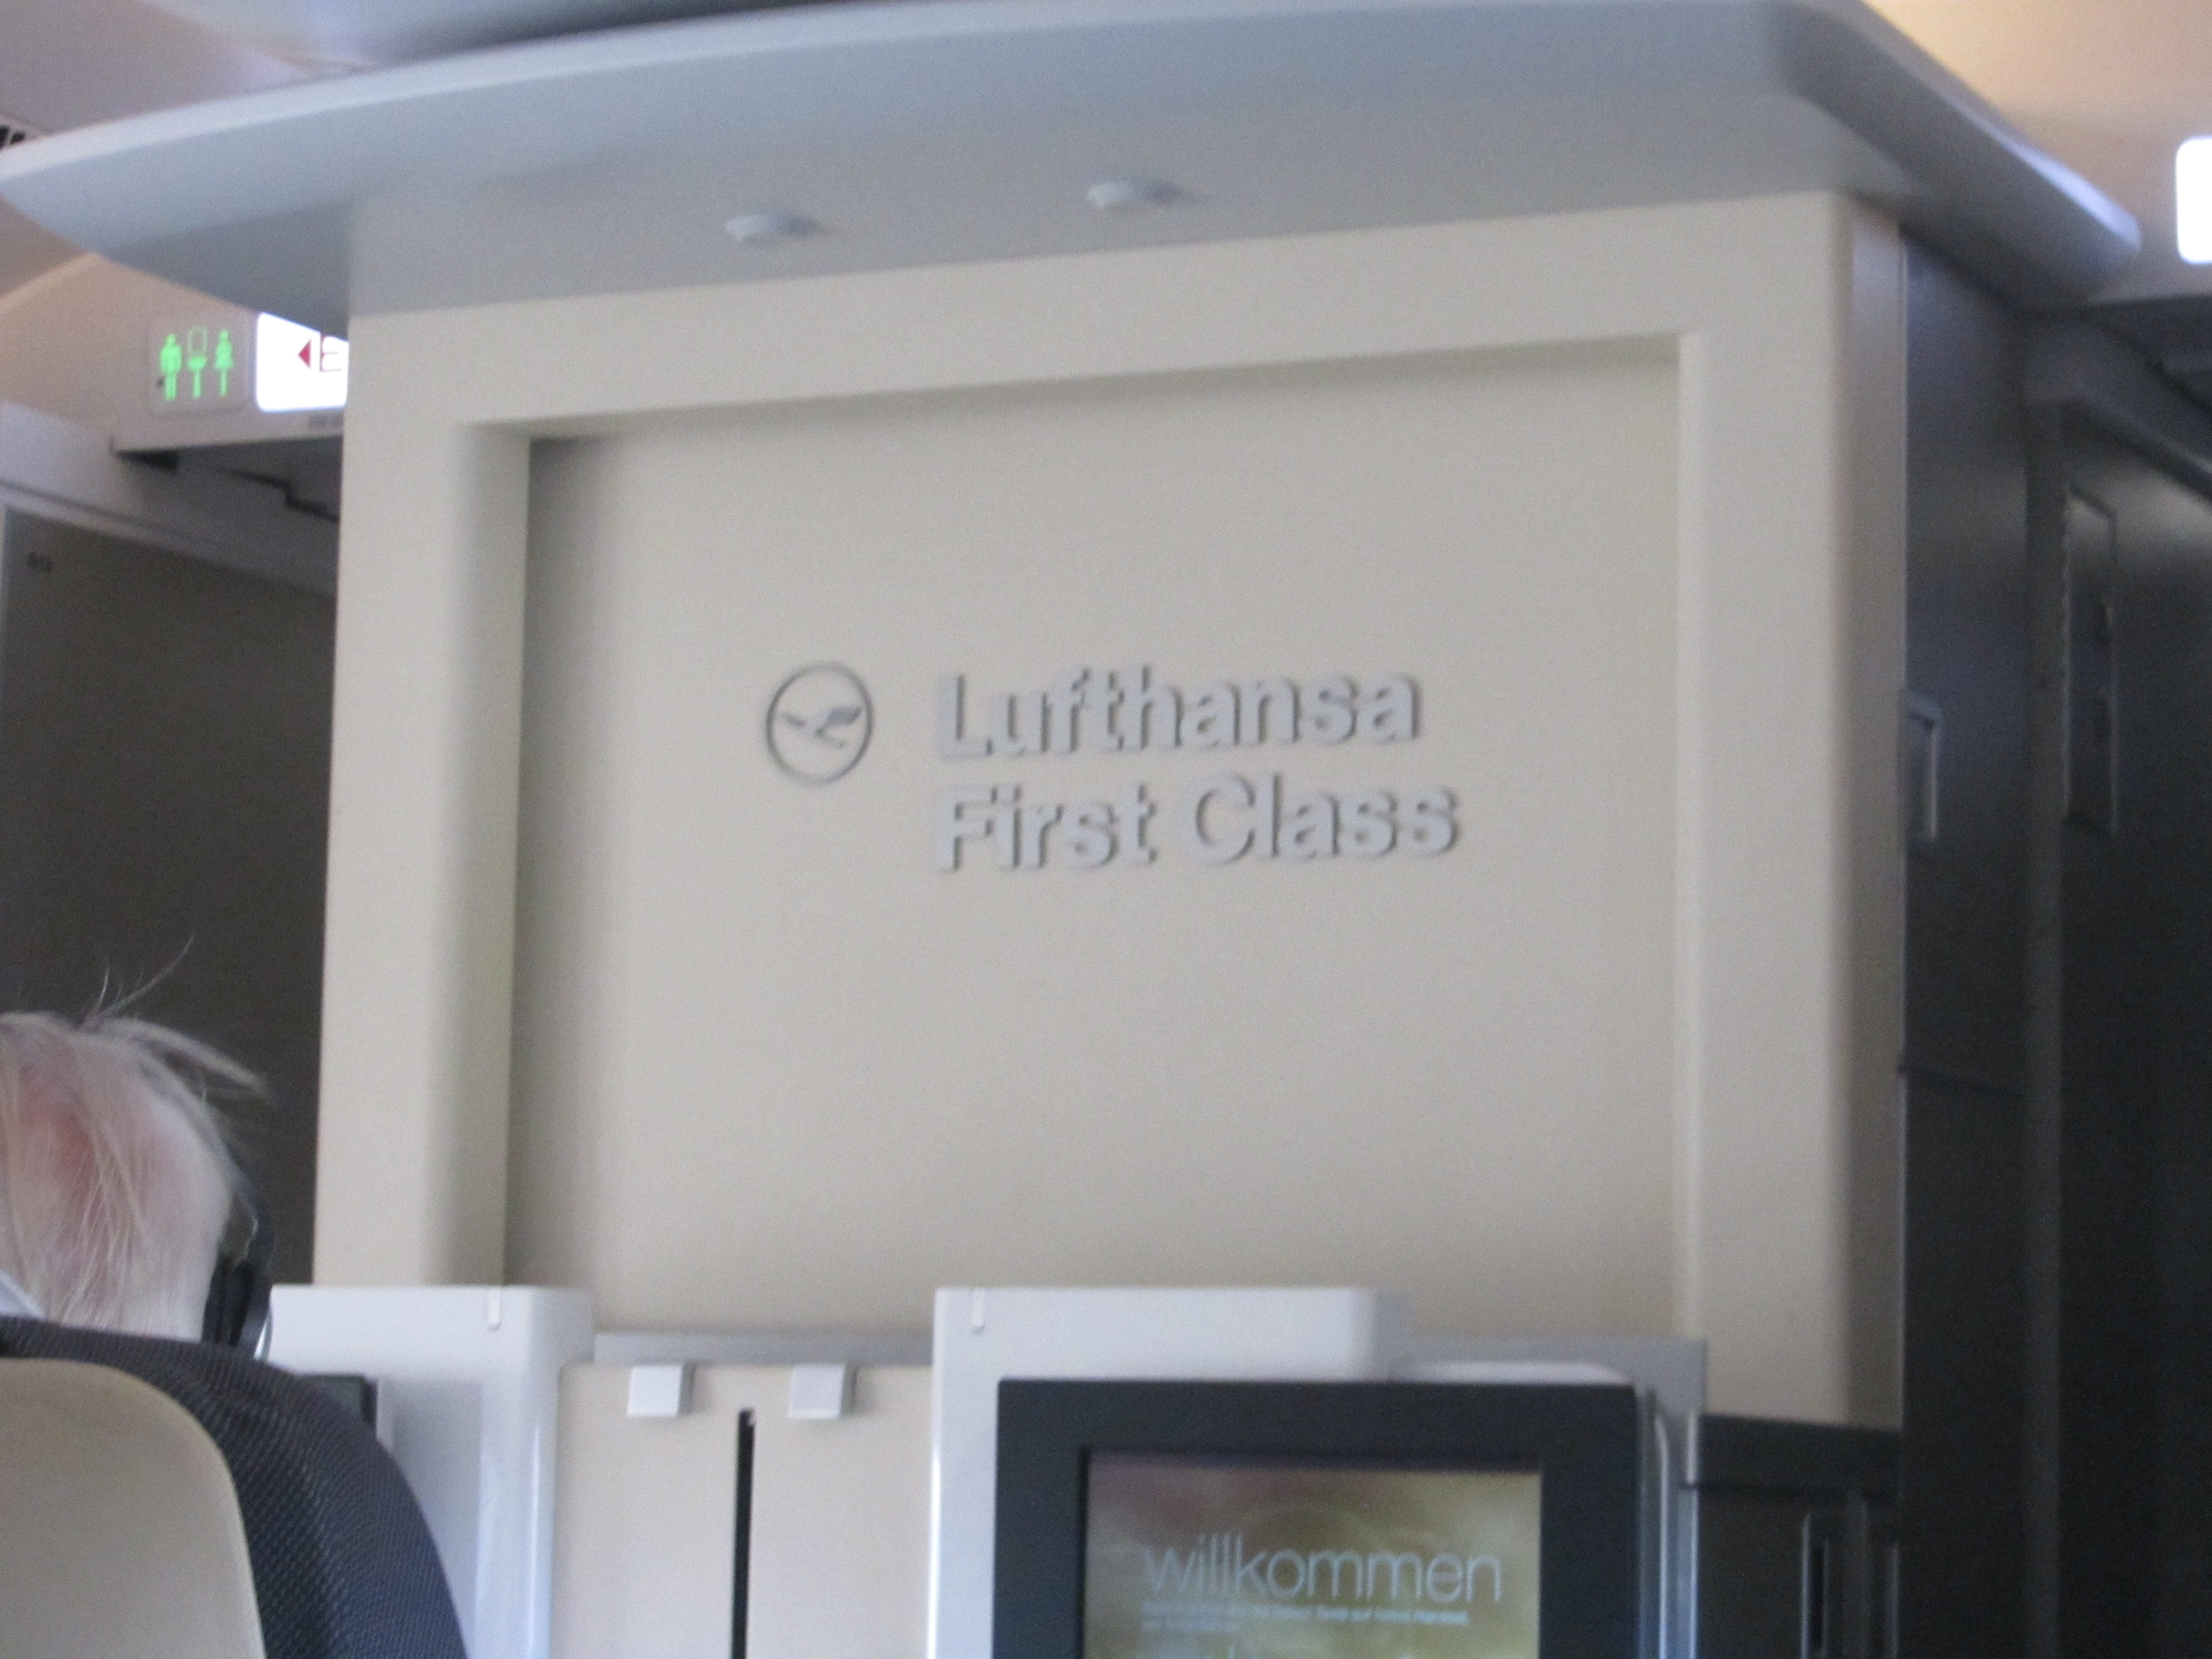 Lufthansa
First Class
willkommen